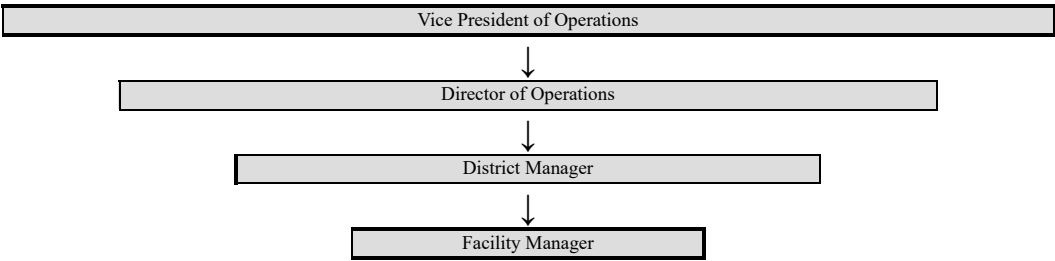 Vice President of Operations
Director of Operations
District Manager
Facility Manager